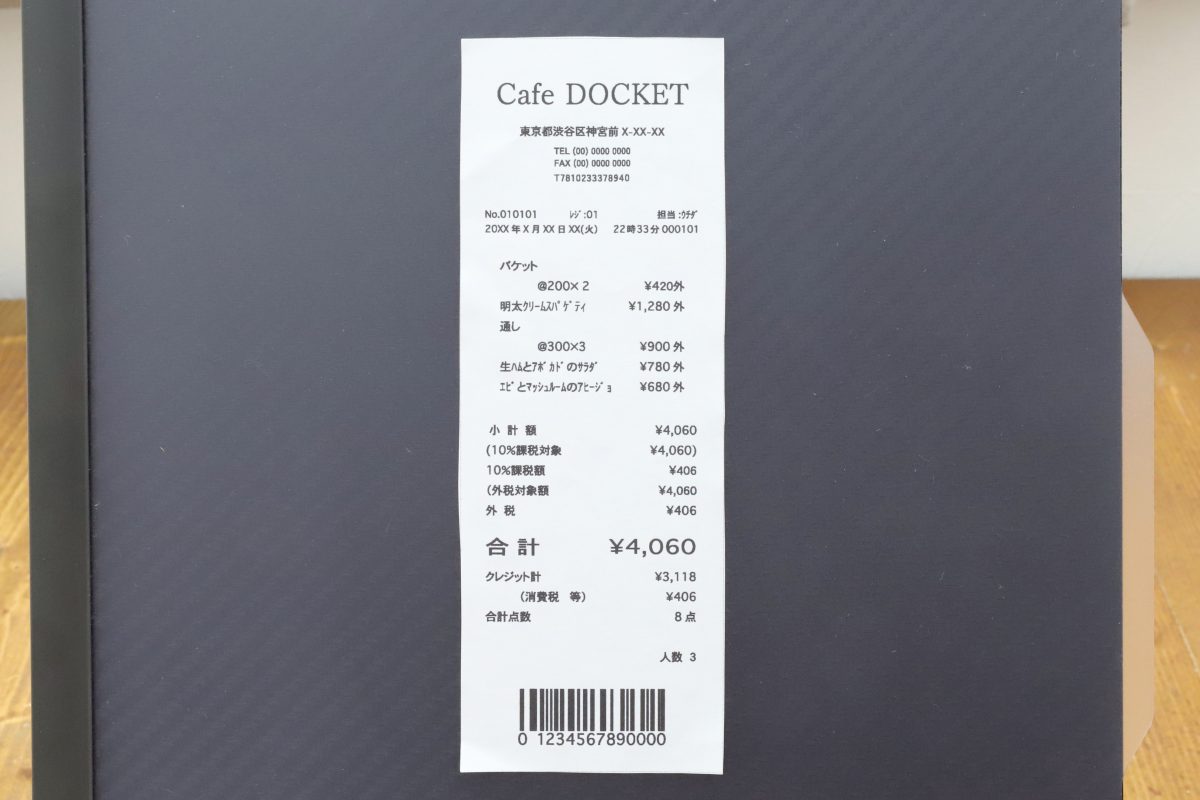 Cafe DOCKET
東京都渋谷区神宮前 X-XX-XX
TEL (00) 0000 0000
FAX (00) 0000 0000
T7810233378940
No.010101 ﾚｼﾞ:01 担当:ｳﾁﾀﾞ
20XX 年 X 月 XX 日 XX(火) 22時33分 000101
バケット
@200×2 ¥420外
明太ｸﾘｰﾑｽﾊﾟｹﾞﾃｨ ¥1,280 外
通し
@300×3 ¥900 外
生ﾊﾑとｱﾎﾞｶﾄﾞのｻﾗﾀﾞ ¥780 外
ｴﾋﾞとﾏｯｼｭﾙｰﾑのｱﾋｰｼﾞｮ ¥680 外
小 計 額 ¥4,060
(10%課税対象 ¥4,060)
10%課税額 ¥406
(外税対象額 ¥4,060
外 税 ¥406
合 計 ¥4,060
クレジット計 ¥3,118
(消費税 等) ¥406
合計点数 8 点
人数 3
0 1234567890000